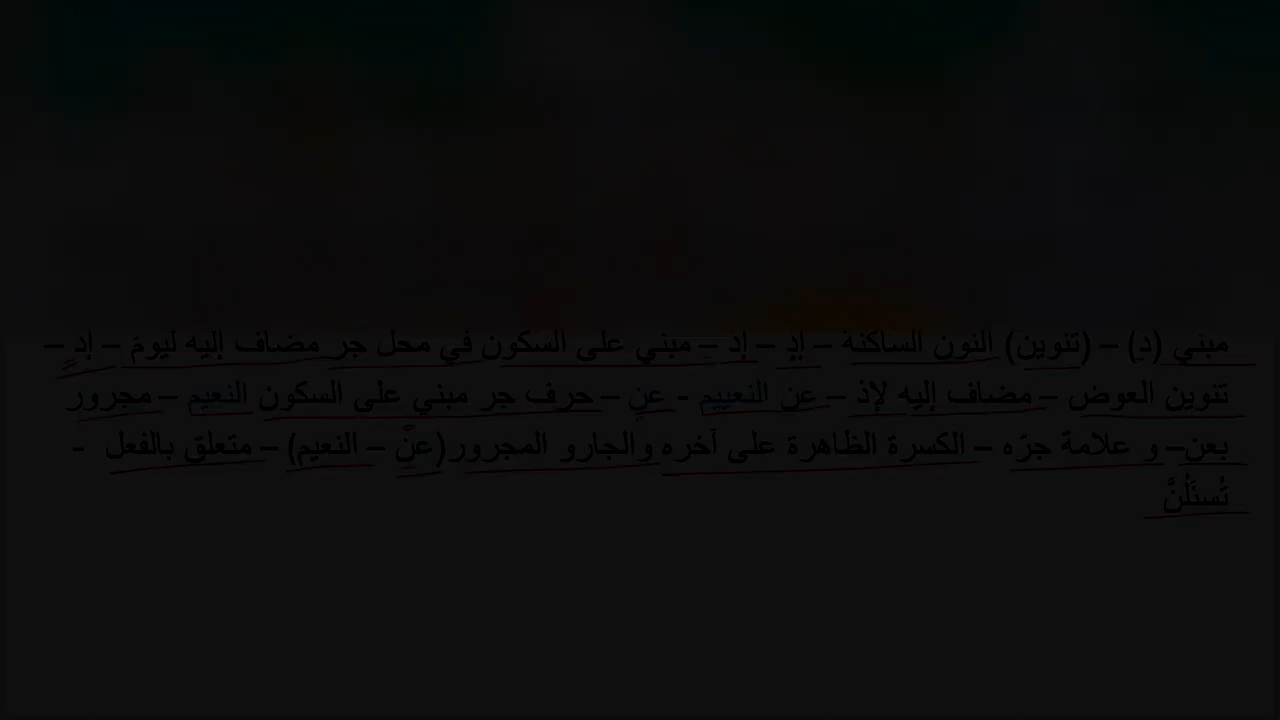 مبني (ذِ) – (تنوين) النون الساكنة – إذٍ – إذَ – مبني على السكون في محل جر مضاف إليه ليومَ – إذٍ –
تنوين العوض – مضاف إليه لإذ – عن النعييم - عنِ – حرف جر مبني على السكون النعيم – مجرور
بعن– و علامة جرّه – الكسرة الظاهرة على آخره والجارو المجرور(عنّ – النعيم) – متعلق بالفعل -
تُسئَلُنَّ